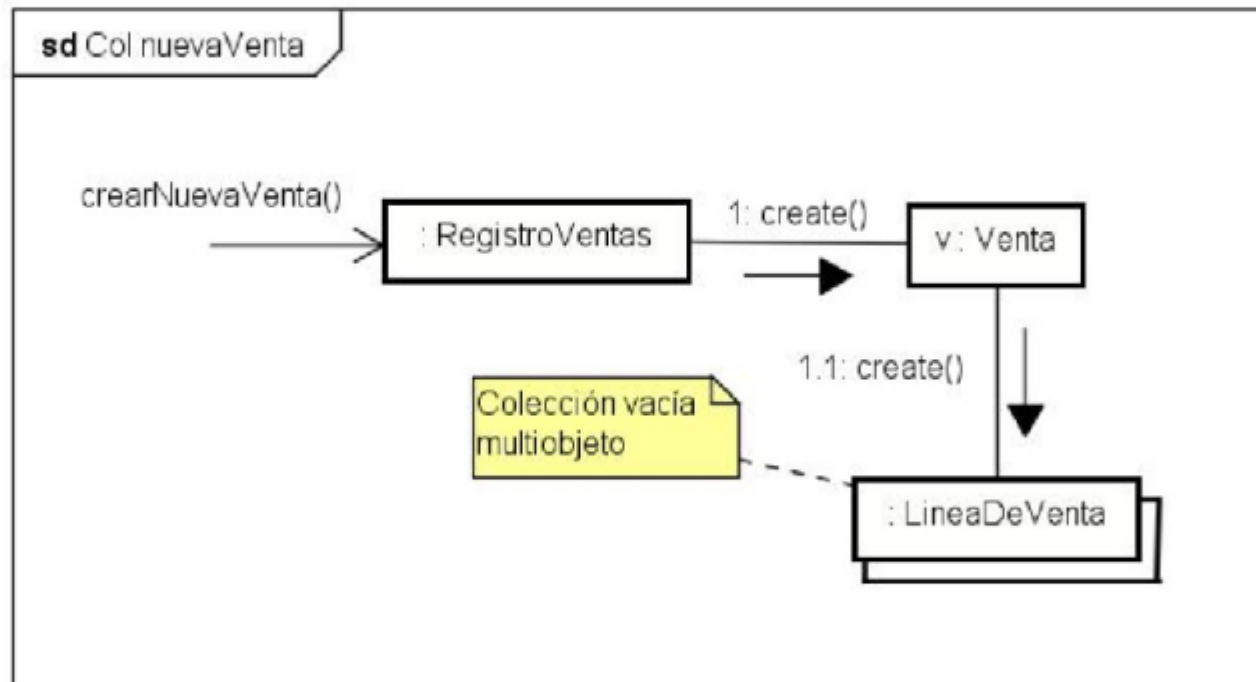 sd Col nuevaVenta
crearNuevaVenta()
: RegistroVentas
1: create()
v : Venta
1.1: create()
Colección vacía
multiobjeto
: LineaDeVenta